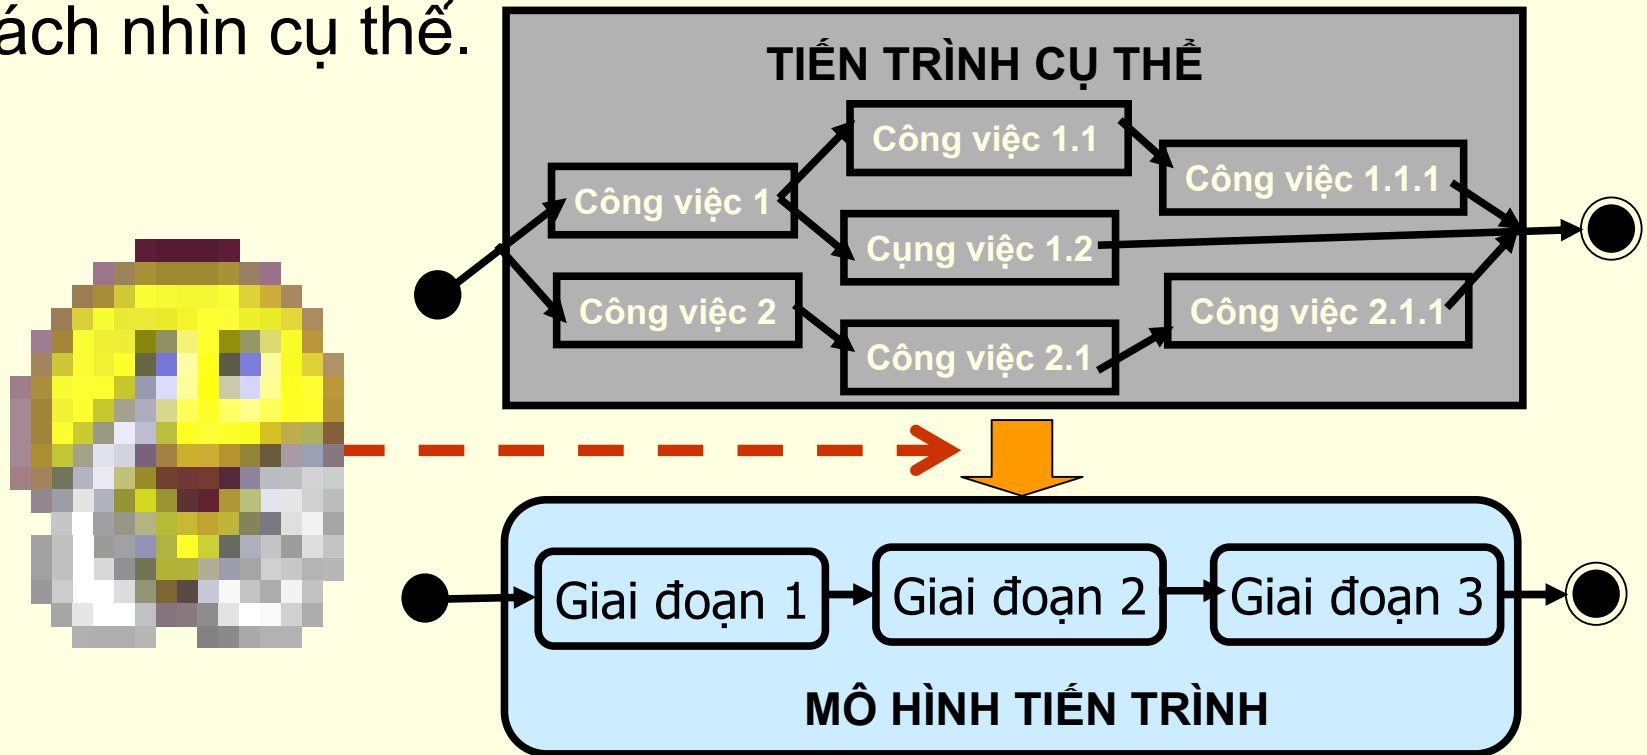 ách nhìn cụ thể.
TIẾN TRÌNH CỤ THỂ
Công việc 1.1
Công việc 1.1.1
Công việc 1
Cụng việc 1.2
Công việc 2
Công việc 2.1.1
Công việc 2.1
Giai đoạn 1
Giai đoạn 2
Giai đoạn 3
MÔ HÌNH TIẾN TRÌNH